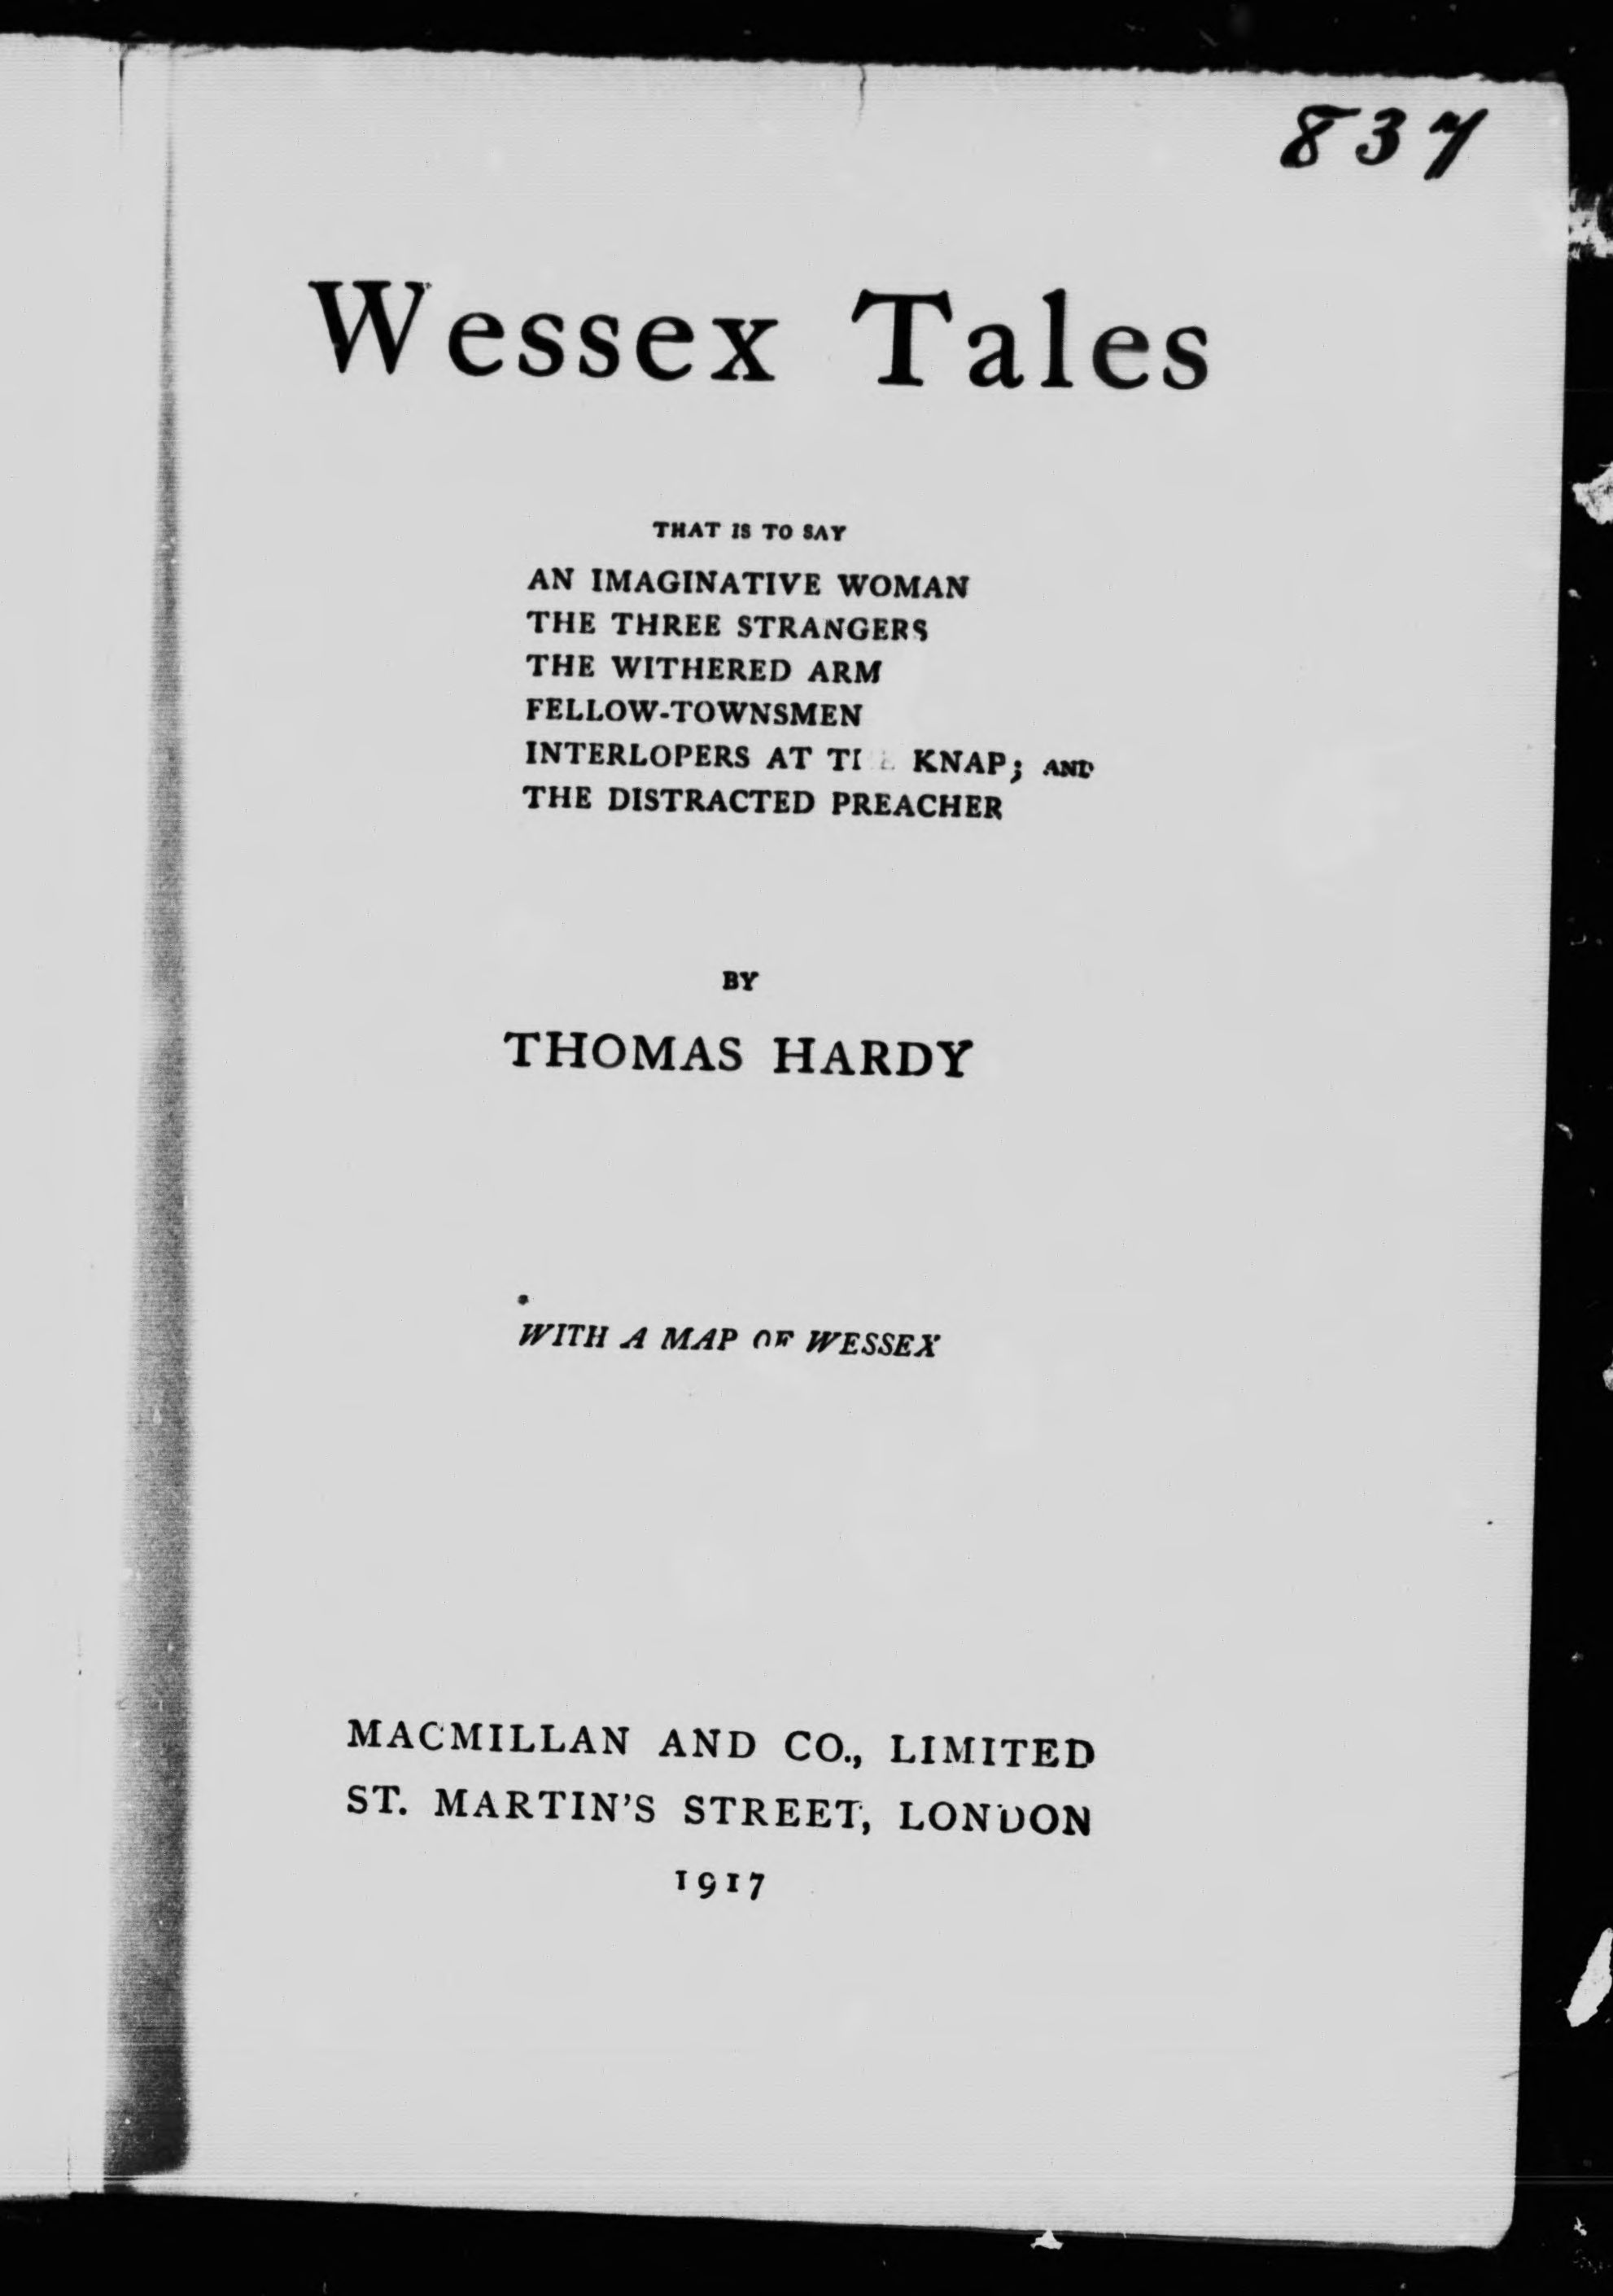 837
Wessex Tales
THAT IS TO SAY
AN IMAGINATIVE WOMAN
THE THREE STRANGERS
THE WITHERED ARM
FELLOW-TOWNSMEN
INTERLOPERS AT KNAP; AND
THE DISTRACTED PREACHER
BY
THOMAS HARDY
WITH A MAP OF WESSEX
MACMILLAN AND CO., LIMITED
ST. MARTIN'S STREET, LONDON
1917